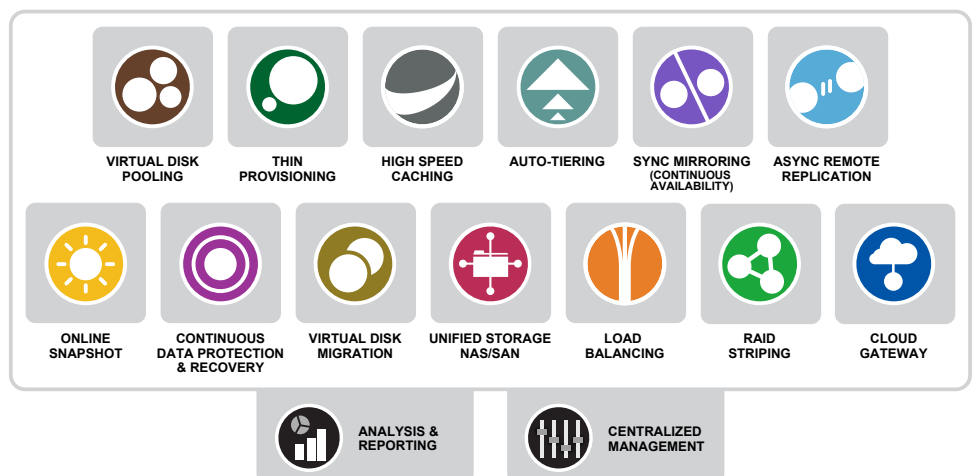 VIRTUAL DISK
POOLING
THIN
PROVISIONING
HIGH SPEED
CACHING
AUTO-TIERING
SYNC MIRRORING
(CONTINUOUS
AVAILABILITY)
ASYNC REMOTE
REPLICATION
ONLINE
SNAPSHOT
CONTINUOUS
DATA PROTECTION
& RECOVERY
VIRTUAL DISK
MIGRATION
UNIFIED STORAGE
NAS/SAN
LOAD
BALANCING
RAID
STRIPING
CLOUD
GATEWAY
ANALYSIS &
REPORTING
CENTRALIZED
MANAGEMENT